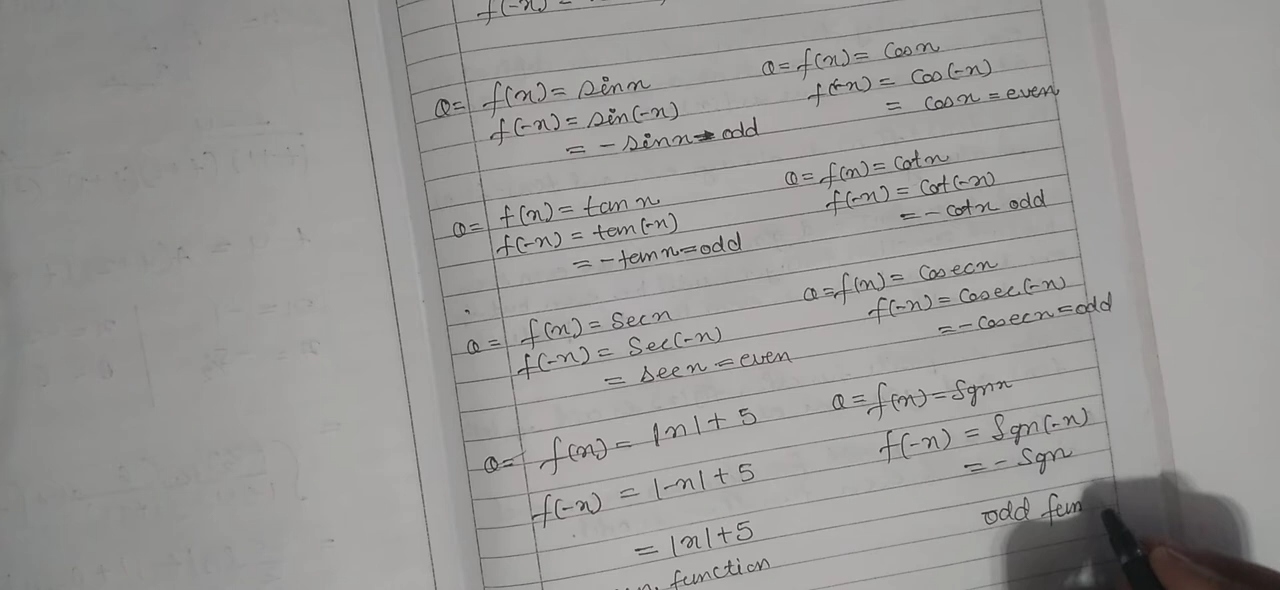 f(-x) =
Q= f(x) = sinx
f(-x) = sin(-x)
= - sinx → odd
Q= f(x) = Cosx
f(-x) = Cos(-x)
= Cosx = even
Q= f(x) = tan x
f(-x) = tan(-x)
= - tanx = odd
Q= f(x) = Cotx
f(-x) = Cot(-x)
= - cotx odd
Q= f(x) = Secx
f(-x) = Sec(-x)
= secx = even
Q= f(x) = Cosecx
f(-x) = Cosec(-x)
= - Cosecx = odd
Q= f(x) = |x| + 5
f(-x) = |-x| + 5
= |x| + 5
function
Q= f(x) = Sgnx
f(-x) = Sgn(-x)
= - Sgn
odd fun